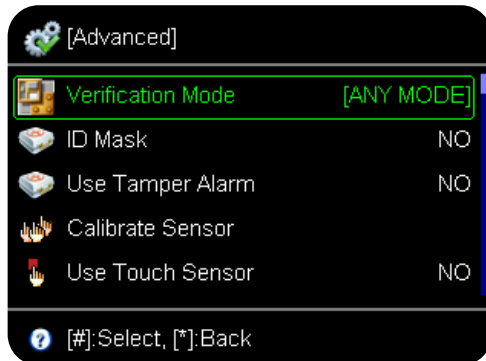 [Advanced]
Verification Mode [ANY MODE]
ID Mask NO
Use Tamper Alarm NO
Calibrate Sensor
Use Touch Sensor NO
[#]:Select, [*]:Back